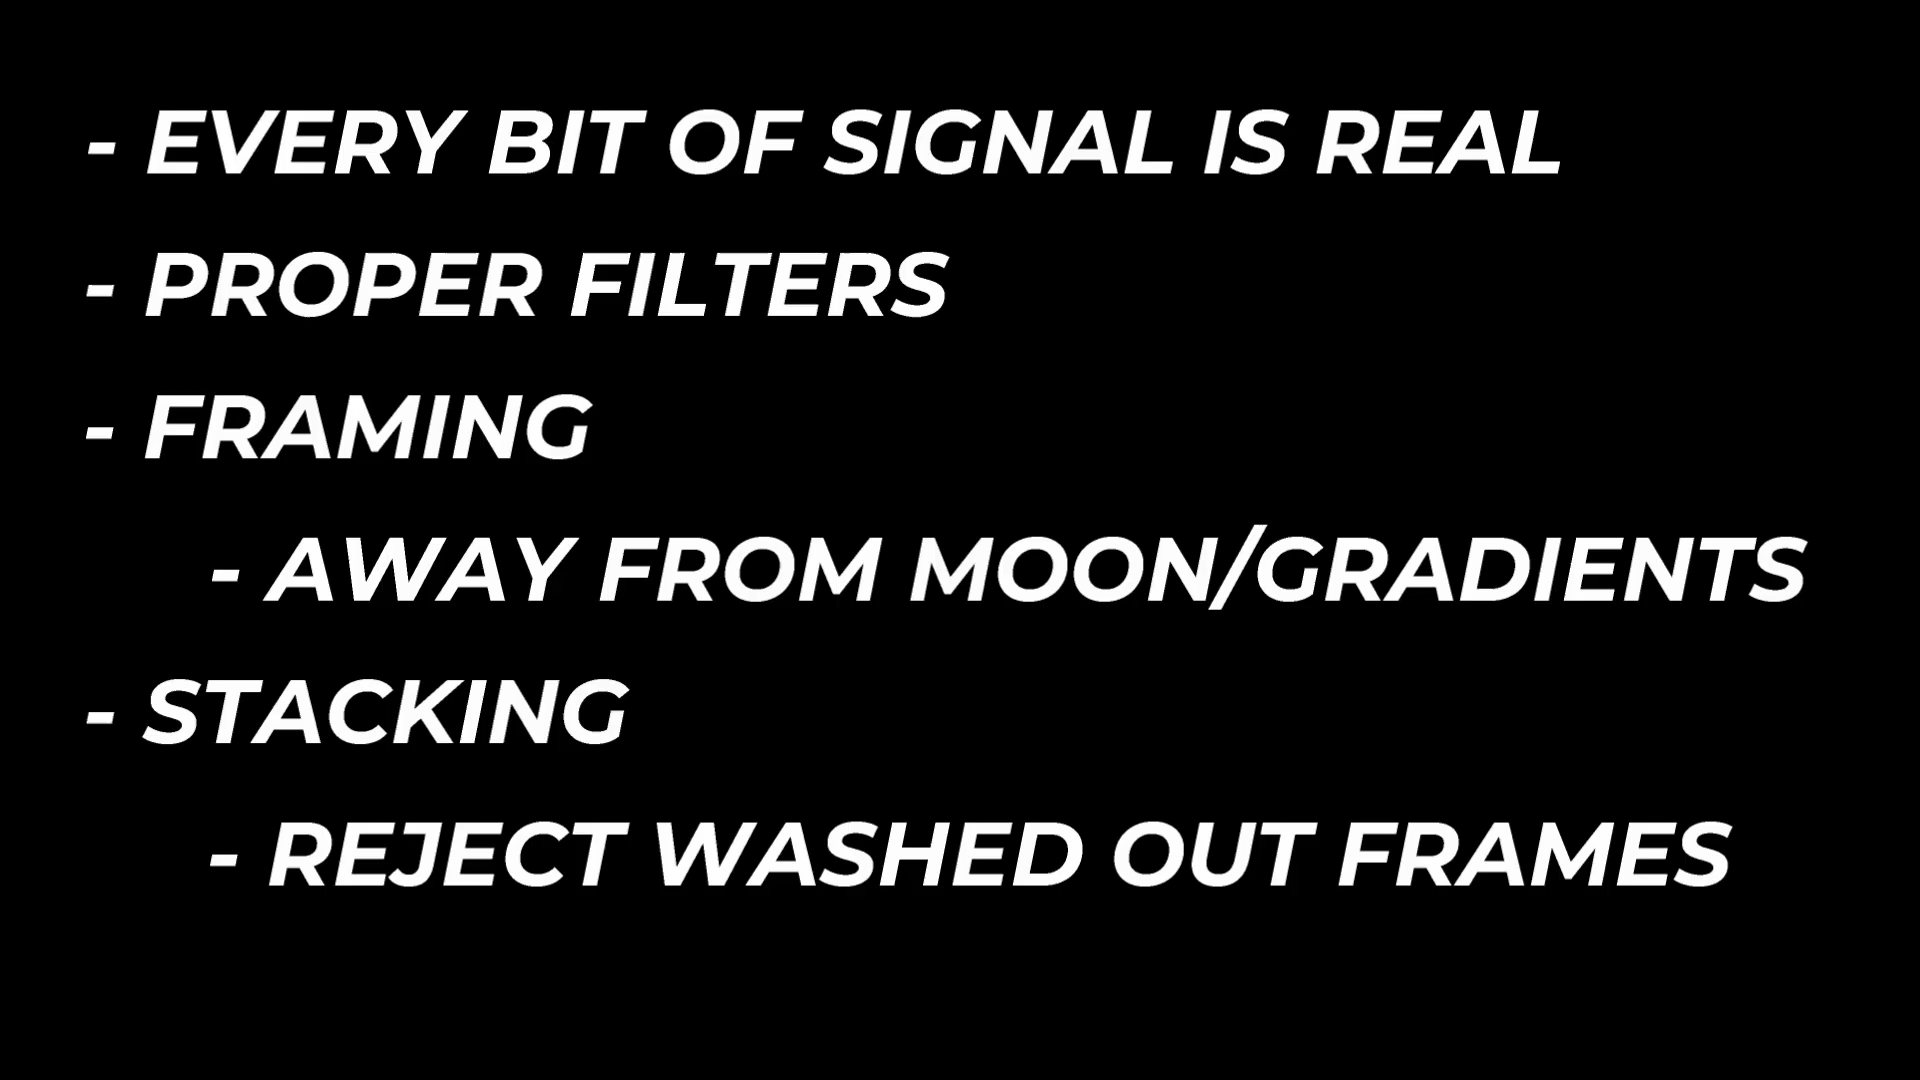 - EVERY BIT OF SIGNAL IS REAL
- PROPER FILTERS
- FRAMING
- AWAY FROM MOON/GRADIENTS
- STACKING
- REJECT WASHED OUT FRAMES